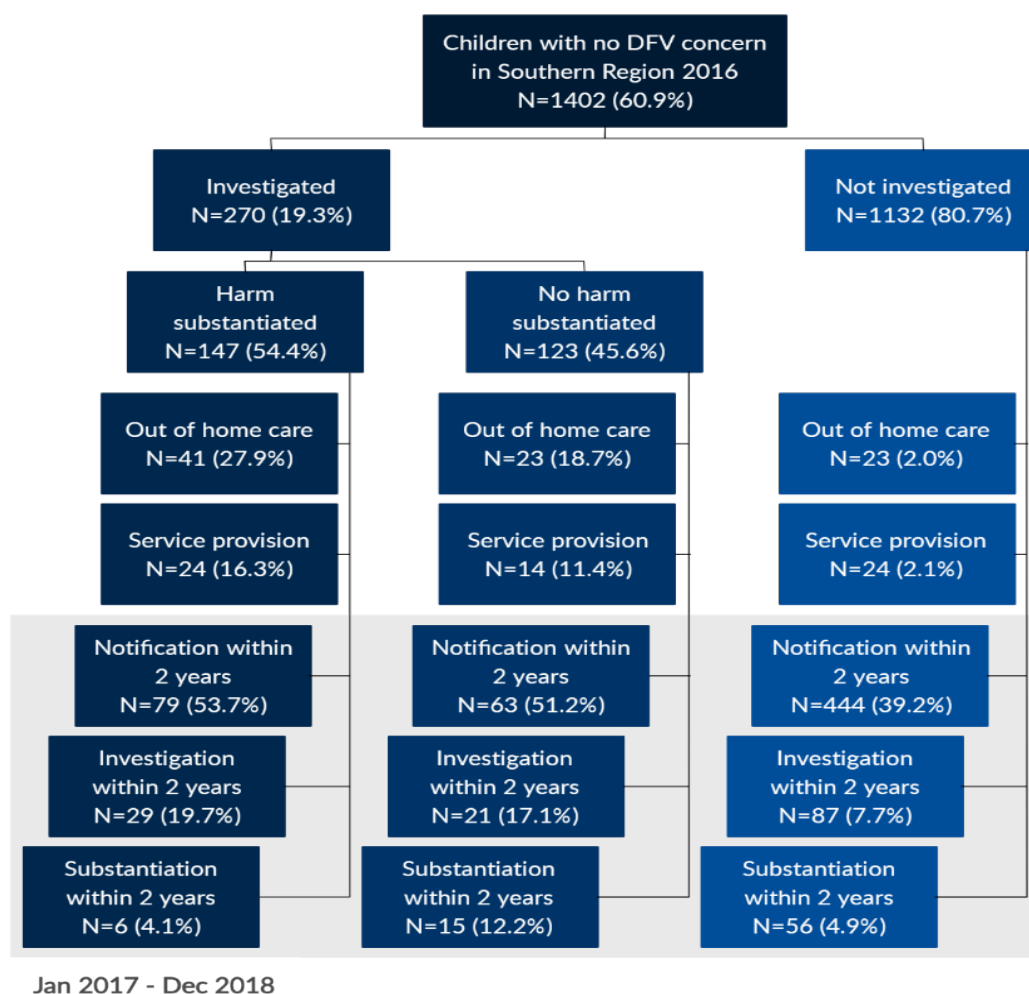 Children with no DFV concern
in Southern Region 2016
N=1402 (60.9%)
Investigated
N=270 (19.3%)
Not investigated
N=1132 (80.7%)
Harm
substantiated
N=147 (54.4%)
No harm
substantiated
N=123 (45.6%)
Out of home care
N=41 (27.9%)
Out of home care
N=23 (18.7%)
Out of home care
N=23 (2.0%)
Service provision
N=24 (16.3%)
Service provision
N=14 (11.4%)
Service provision
N=24 (2.1%)
Notification within
2 years
N=79 (53.7%)
Notification within
2 years
N=63 (51.2%)
Notification within
2 years
N=444 (39.2%)
Investigation
within 2 years
N=29 (19.7%)
Investigation
within 2 years
N=21 (17.1%)
Investigation
within 2 years
N=87 (7.7%)
Substantiation
within 2 years
N=6 (4.1%)
Substantiation
within 2 years
N=15 (12.2%)
Substantiation
within 2 years
N=56 (4.9%)
Jan 2017 - Dec 2018